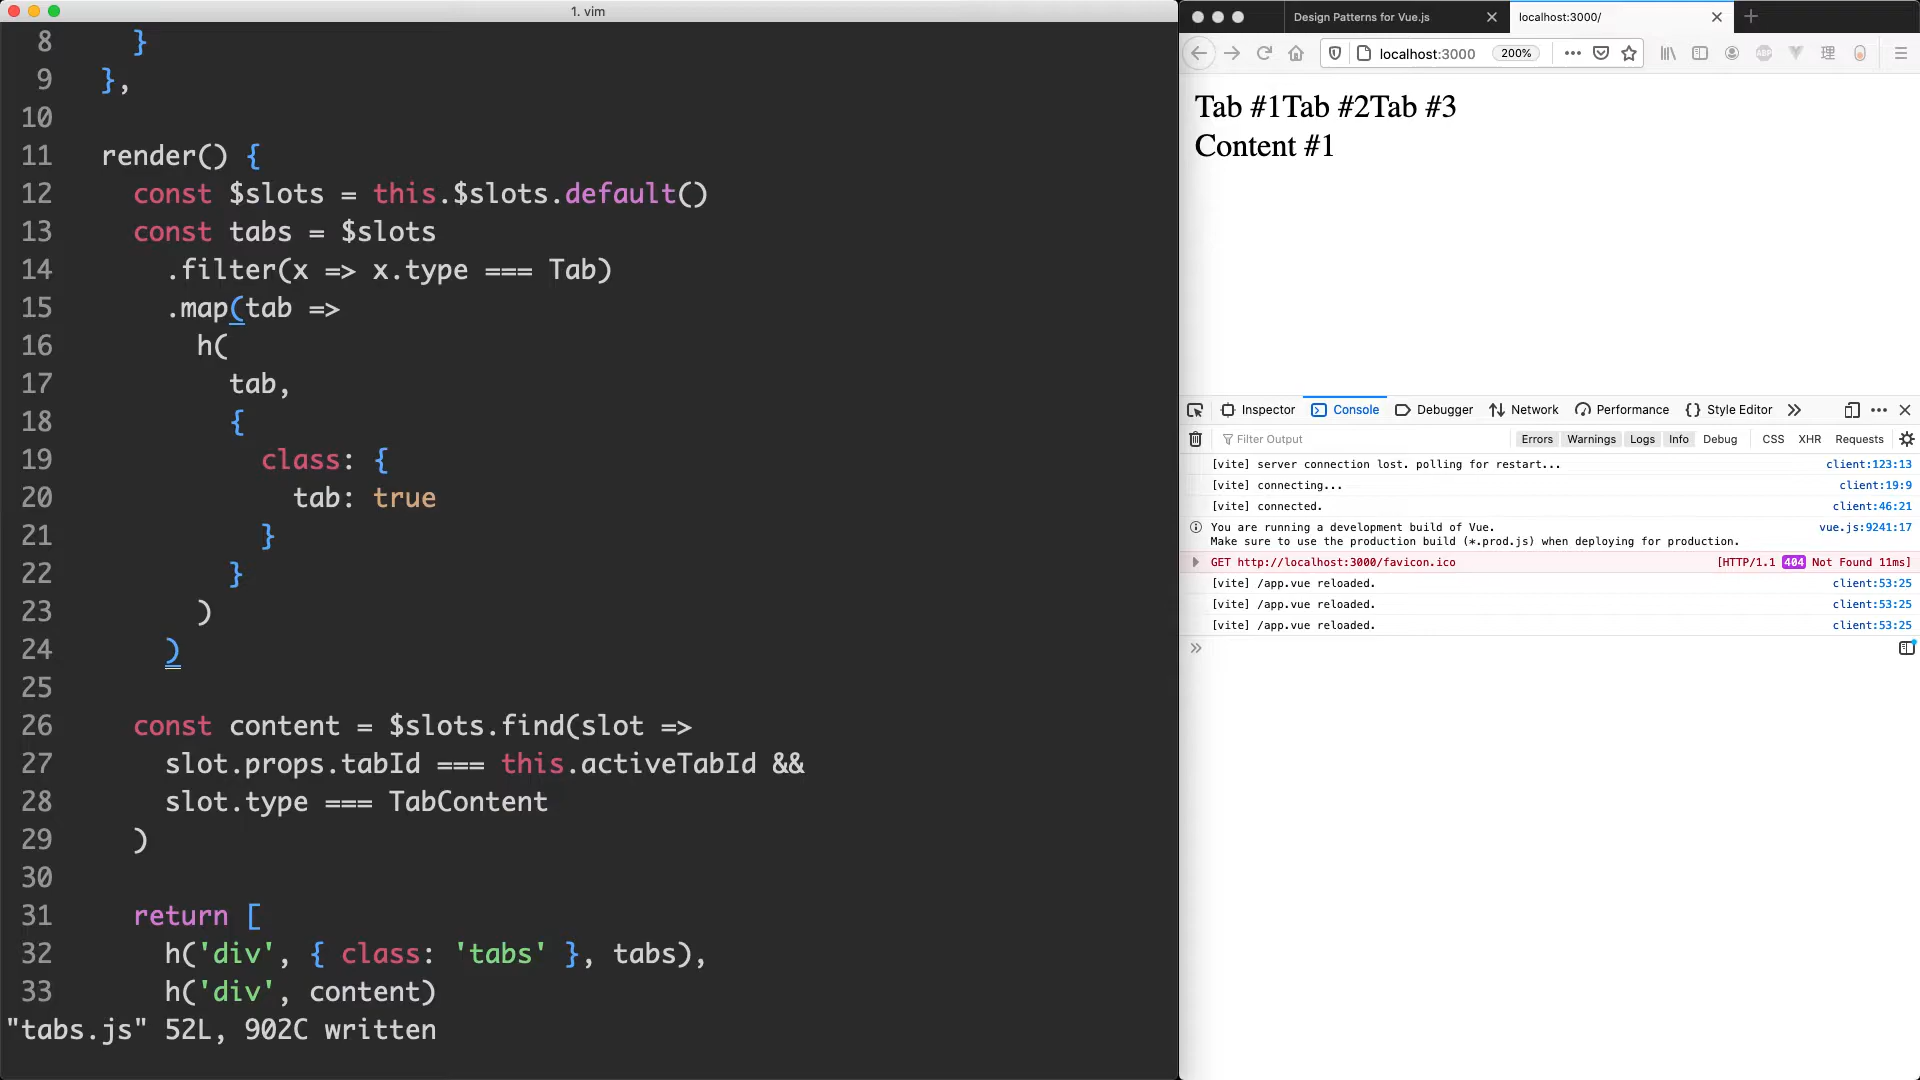 1. vim
8       }
9     },
10
11    render() {
12      const $slots = this.$slots.default()
13      const tabs = $slots
14        .filter(x => x.type === Tab)
15        .map(tab =>
16          h(
17            tab,
18            {
19              class: {
20                tab: true
21              }
22            }
23          )
24        )
25
26      const content = $slots.find(slot =>
27        slot.props.tabId === this.activeTabId &&
28        slot.type === TabContent
29      )
30
31      return [
32        h('div', { class: 'tabs' }, tabs),
33        h('div', content)
"tabs.js" 52L, 902C written
Design Patterns for Vue.js
localhost:3000/
localhost:3000 200%
Tab #1Tab #2Tab #3
Content #1
Inspector Console Debugger Network Performance Style Editor
Filter Output Errors Warnings Logs Info Debug CSS XHR Requests
[vite] server connection lost. polling for restart... client:123:13
[vite] connecting... client:19:9
[vite] connected. client:46:21
You are running a development build of Vue. vue.js:9241:17
Make sure to use the production build (*.prod.js) when deploying for production.
GET http://localhost:3000/favicon.ico [HTTP/1.1 404 Not Found 11ms]
[vite] /app.vue reloaded. client:53:25
[vite] /app.vue reloaded. client:53:25
[vite] /app.vue reloaded. client:53:25